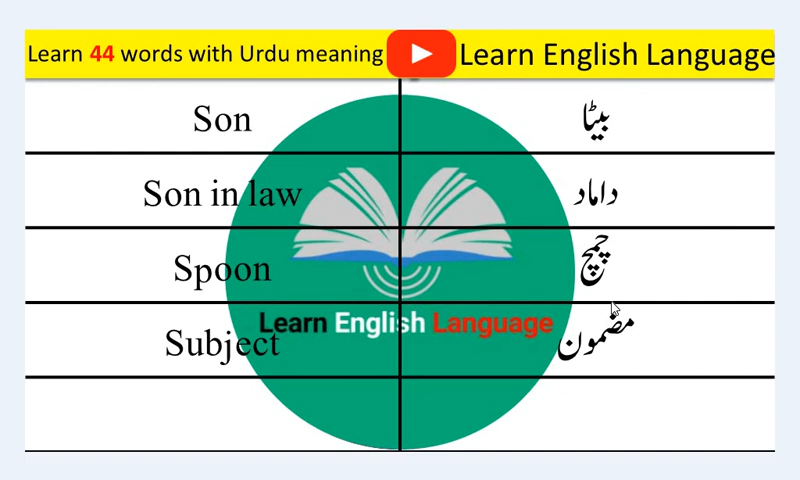 Learn 44 words with Urdu meaning Learn English Language
Son بیٹا
Son in law داماد
Spoon چمچ
Learn English Language
Subject مضمون